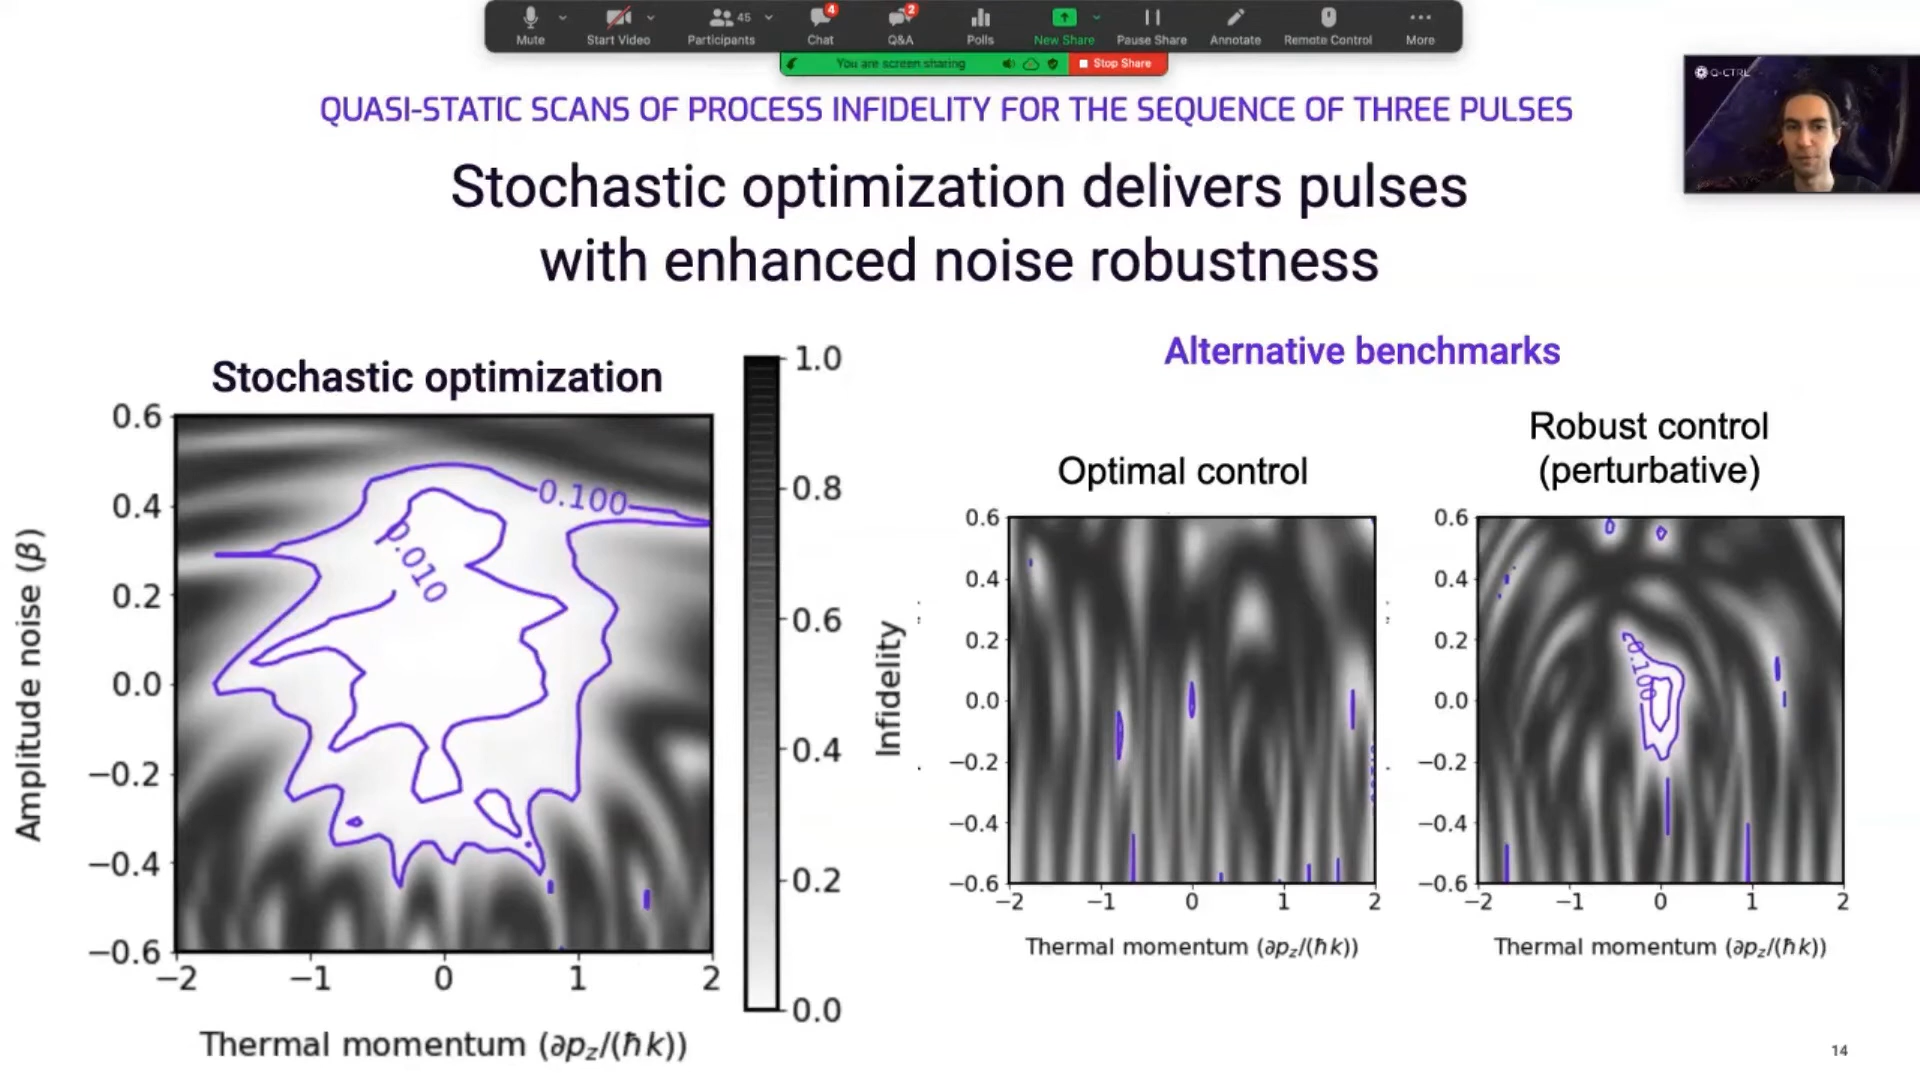 Mute
Start Video
45
Participants
4
Chat
2
Q&A
Polls
New Share
Pause Share
Annotate
Remote Control
More
You are screen sharing
Stop Share
Q-CTRL
QUASI-STATIC SCANS OF PROCESS INFIDELITY FOR THE SEQUENCE OF THREE PULSES
Stochastic optimization delivers pulses
with enhanced noise robustness
Stochastic optimization
0.6
0.4
0.2
0.0
−0.2
−0.4
−0.6
Amplitude noise (β)
0.100
0.010
−2 −1 0 1 2
Thermal momentum (∂p_z/(ℏk))
1.0
0.8
0.6
0.4
0.2
0.0
Infidelity
Alternative benchmarks
Optimal control
0.6
0.4
0.2
0.0
−0.2
−0.4
−0.6
−2 −1 0 1 2
Thermal momentum (∂p_z/(ℏk))
Robust control
(perturbative)
0.6
0.4
0.2
0.0
−0.2
−0.4
−0.6
0.100
−2 −1 0 1 2
Thermal momentum (∂p_z/(ℏk))
14